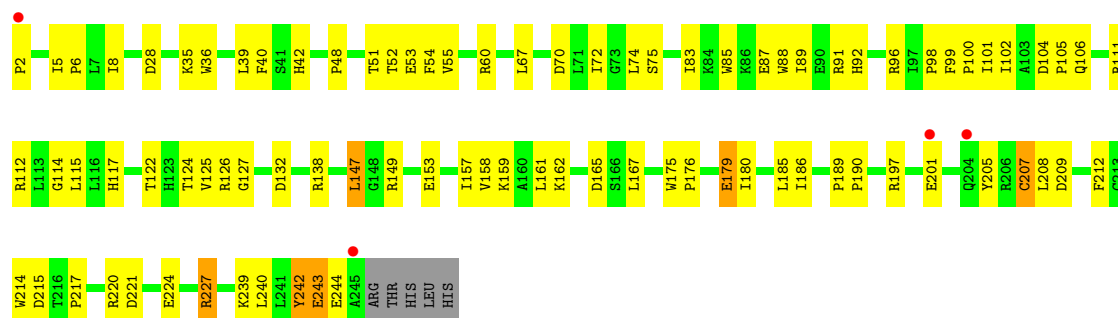 P2 I5 P6 L7 I8 D28 K35 W36 L39 F40 S41 H42 P48 T51 T52 E53 F54 V55 R60 L67 D70 L71 I72 G73 L74 S75 I83 K84 W85 K86 E87 W88 I89 E90 R91 H92 R96 I97 P98 F99 P100 I101 I102 A103 D104 P105 Q106
R112 L113 G114 L115 L116 H117 T122 H123 T124 V125 R126 G127 D132 R138 L147 G148 R149 E153 I157 V158 K159 A160 L161 K162 D165 S166 L167 W175 P176 E179 I180 L185 I186 P189 P190 R197 E201 Q204 Y205 R206 C207 L208 D209 F212
W214 D215 T216 P217 R220 D221 E224 R227 K239 L240 L241 Y242 E243 E244 A245 ARG THR HIS LEU HIS